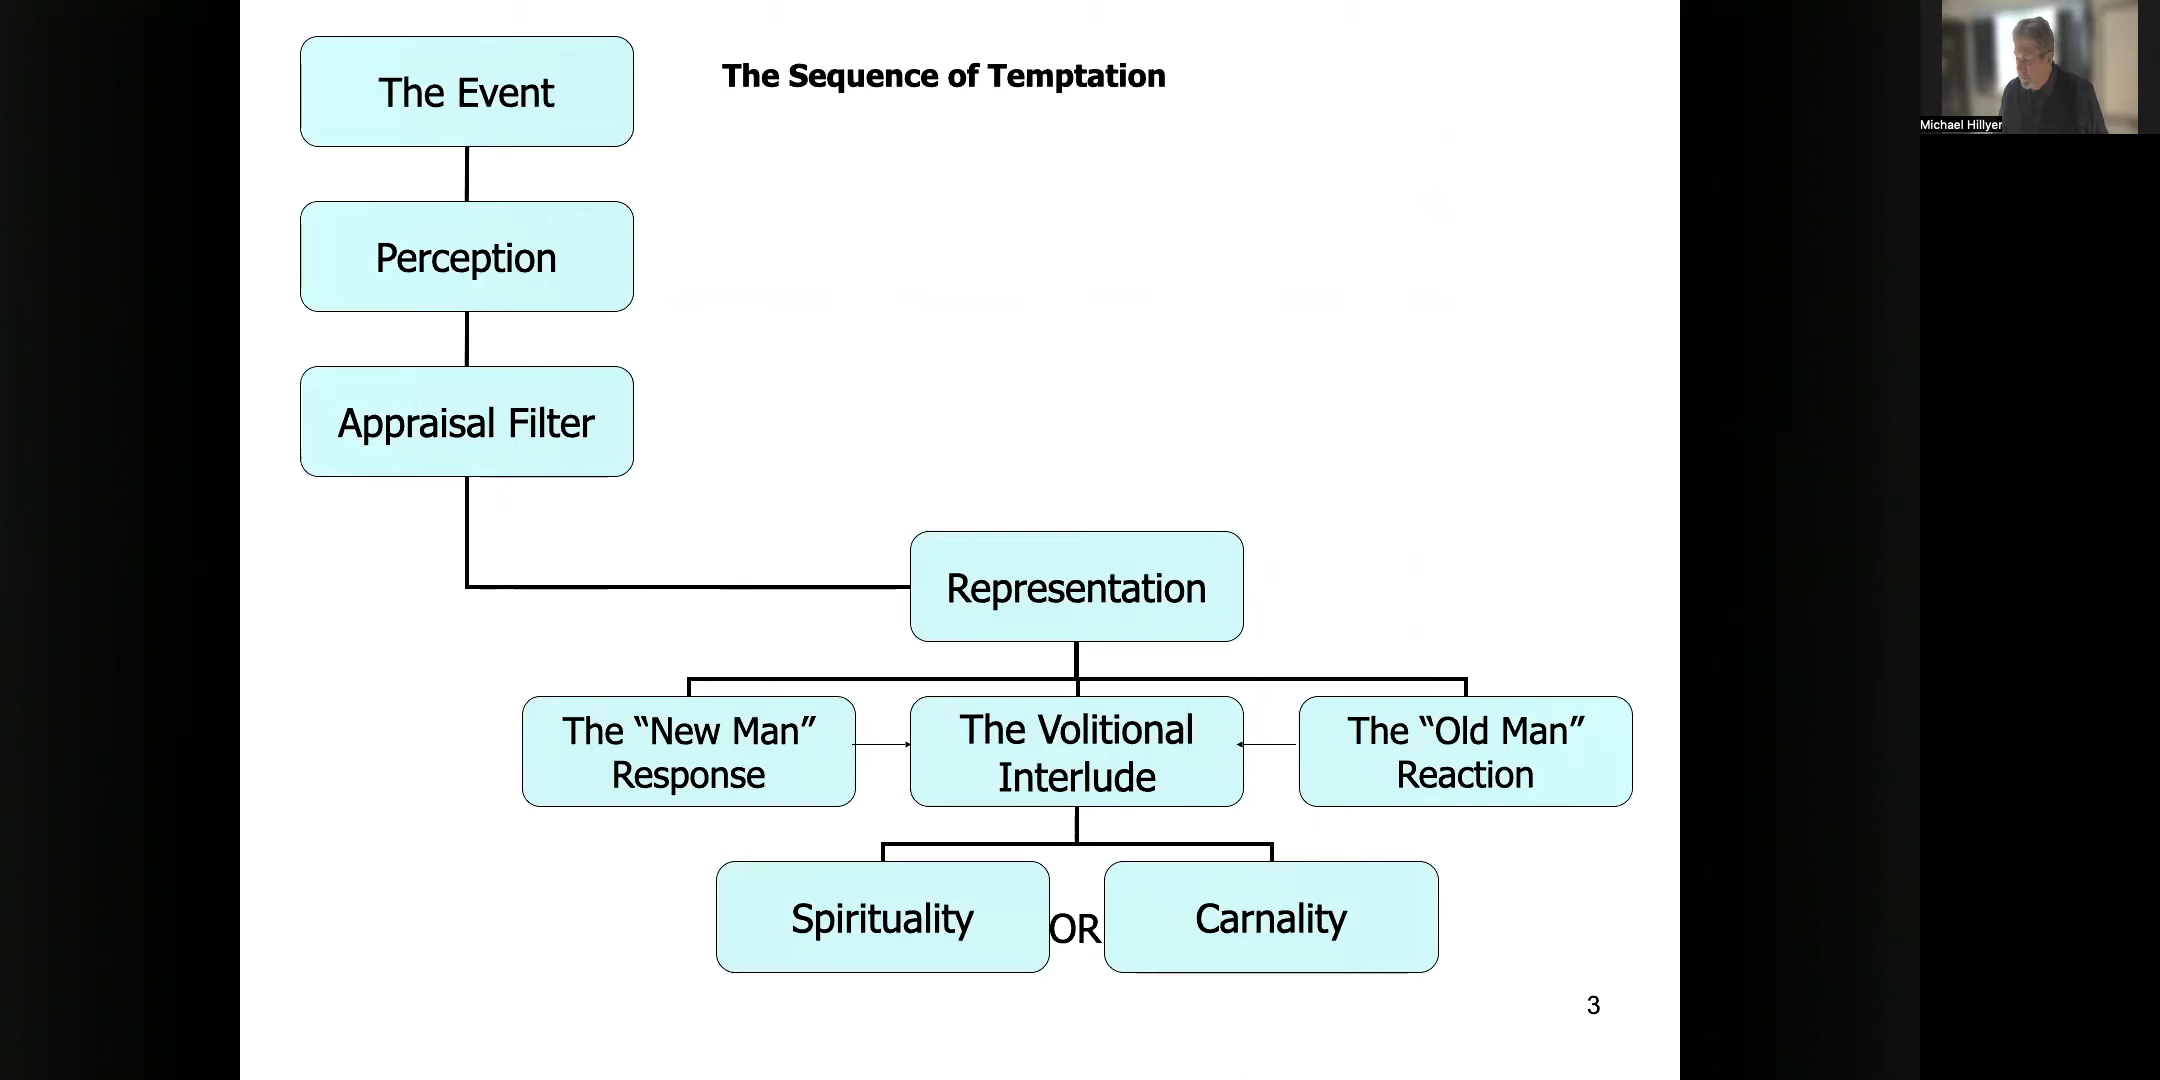 The Event
The Sequence of Temptation
Michael Hillyer
Perception
Appraisal Filter
Representation
The “New Man”
Response
The Volitional
Interlude
The “Old Man”
Reaction
Spirituality
OR
Carnality
3